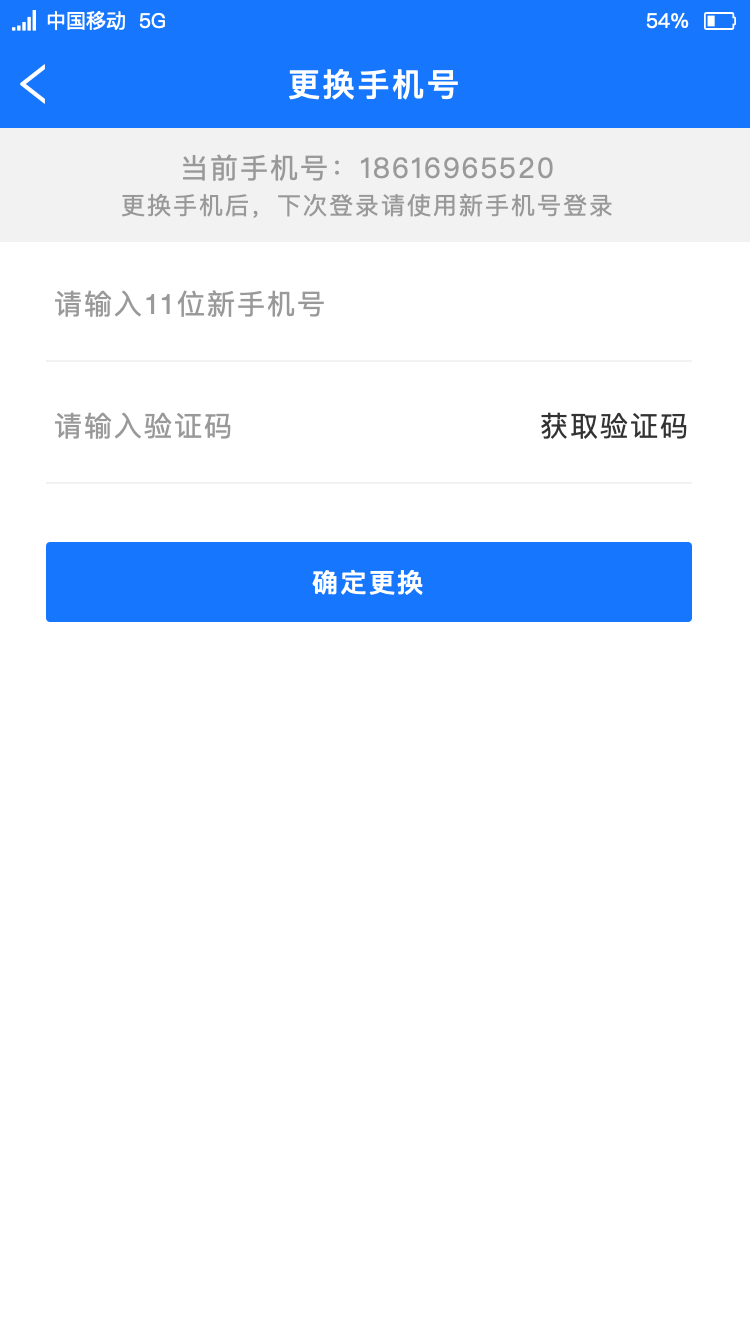 中国移动 5G 54%
更换手机号
当前手机号：18616965520
更换手机后，下次登录请使用新手机号登录
请输入11位新手机号
请输入验证码 获取验证码
确定更换